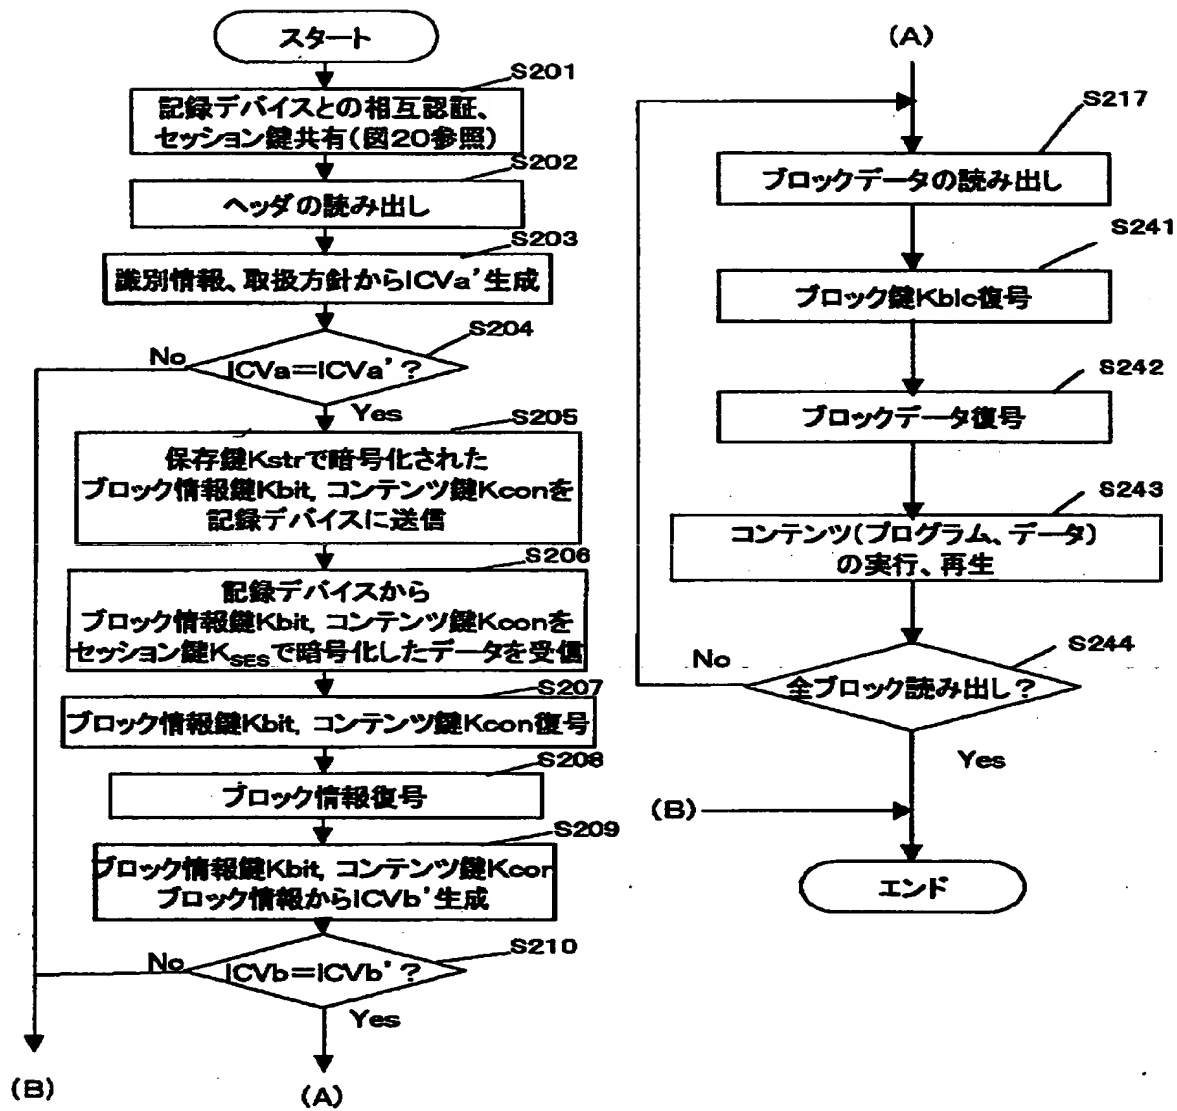 スタート
S201
記録デバイスとの相互認証、
セッション鍵共有(図20参照)
S202
ヘッダの読み出し
S203
識別情報、取扱方針からICVa'生成
S204
No
ICVa=ICVa'?
Yes
S205
保存鍵Kstrで暗号化された
ブロック情報鍵Kbit, コンテンツ鍵Kconを
記録デバイスに送信
S206
記録デバイスから
ブロック情報鍵Kbit, コンテンツ鍵Kconを
セッション鍵KSESで暗号化したデータを受信
S207
ブロック情報鍵Kbit, コンテンツ鍵Kcon復号
S208
ブロック情報復号
S209
ブロック情報鍵Kbit, コンテンツ鍵Kcon
ブロック情報からICVb'生成
S210
No
ICVb=ICVb'?
Yes
(B)
(A)
(A)
S217
ブロックデータの読み出し
S241
ブロック鍵Kblc復号
S242
ブロックデータ復号
S243
コンテンツ(プログラム、データ)
の実行、再生
S244
No
全ブロック読み出し?
Yes
(B)
エンド